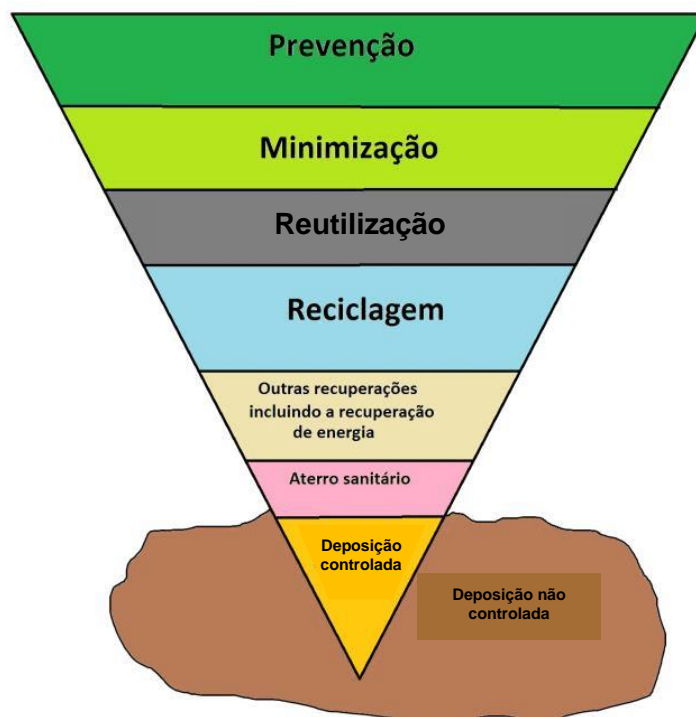 Prevenção
Minimização
Reutilização
Reciclagem
Outras recuperações
incluindo a recuperação
de energia
Aterro sanitário
Deposição
controlada
Deposição não
controlada